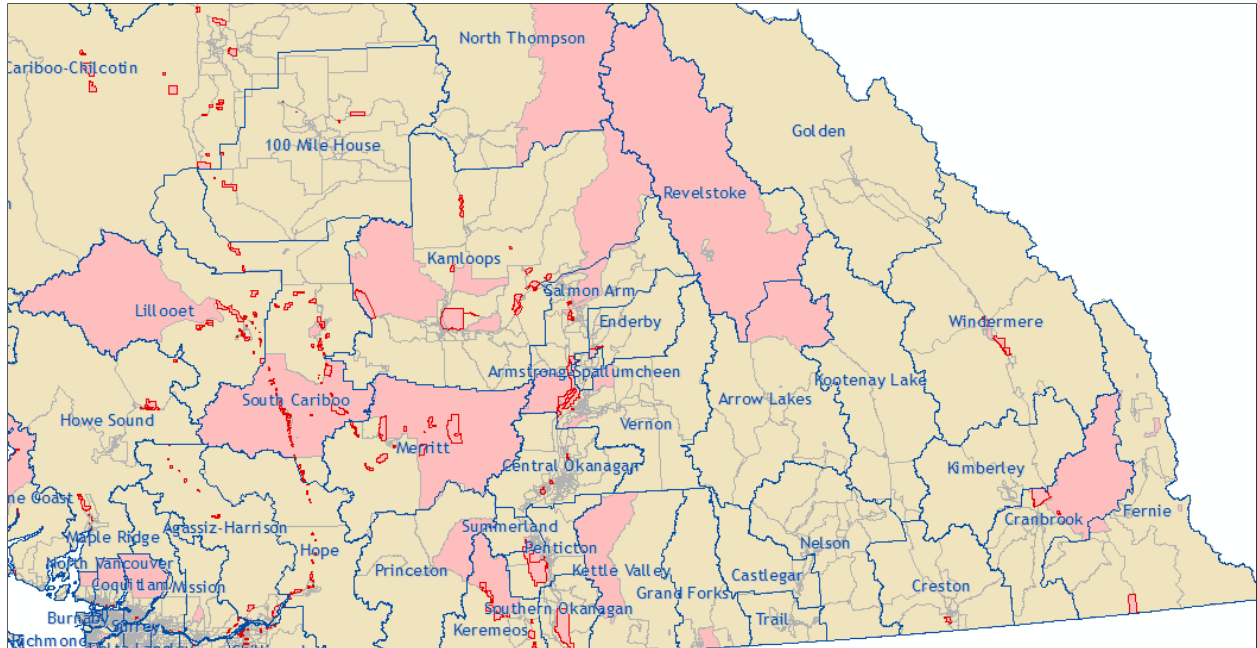 North Thompson
Cariboo-Chilcotin
Golden
100 Mile House
Revelstoke
Kamloops
Salmon Arm
Lillooet
Enderby
Windermere
Armstrong-Spallumcheen
Kootenay Lake
South Cariboo
Arrow Lakes
Howe Sound
Vernon
Merritt
Central Okanagan
Kimberley
ne Coast
Cranbrook
Fernie
Agassiz-Harrison
Summerland
Maple Ridge
Hope
Penticton
Nelson
North Vancouver
Princeton
Kettle Valley
Castlegar
Coquitlam
Mission
Grand Forks
Creston
Southern Okanagan
Burnaby
Surrey
Trail
Keremeos
Richmond